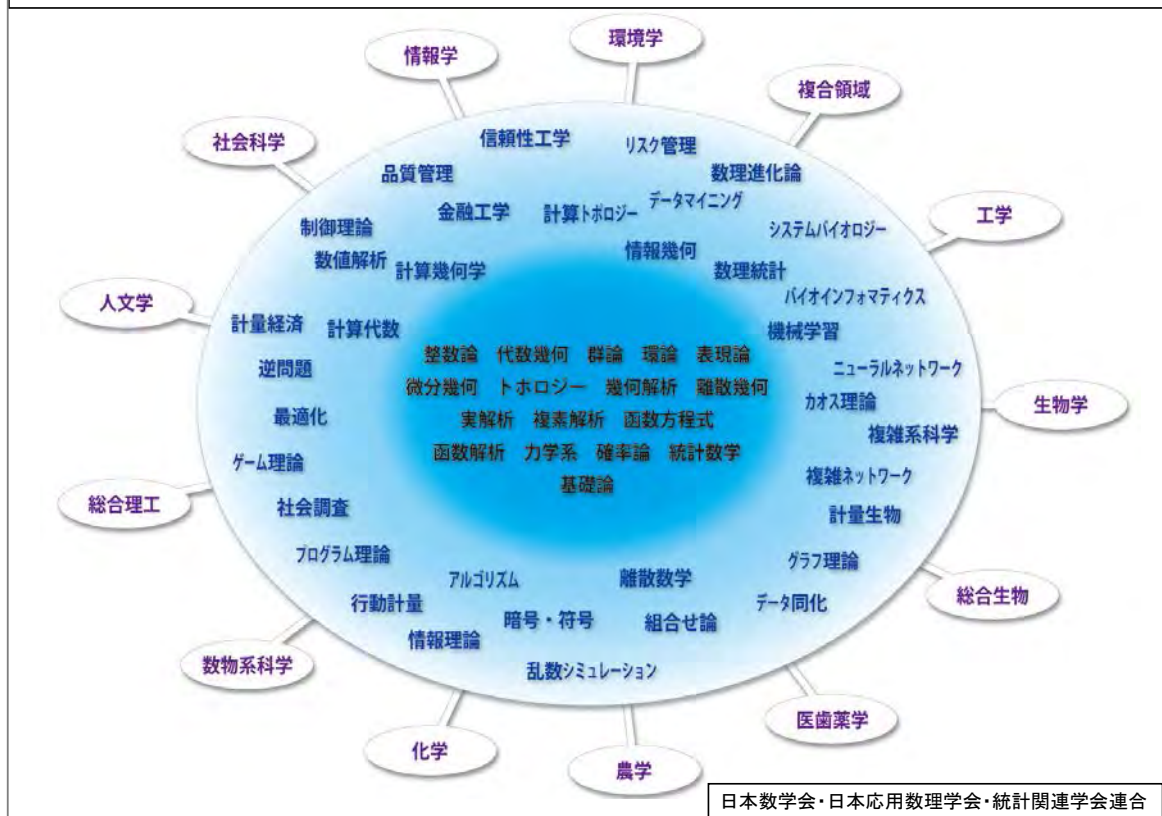 環境学
情報学
複合領域
社会科学
信頼性工学
リスク管理
品質管理
数理進化論
データマイニング
金融工学
計算トポロジー
工学
制御理論
システムバイオロジー
数値解析
計算幾何学
情報幾何
数理統計
人文学
バイオインフォマティクス
計量経済
計算代数
機械学習
整数論 代数幾何 群論 環論 表現論
逆問題
ニューラルネットワーク
微分幾何 トホロジー 幾何解析 離散幾何
カオス理論
生物学
最適化
実解析 複素解析 函数方程式
複雑系科学
函数解析 力学系 確率論 統計数学
ゲーム理論
複雑ネットワーク
基礎論
総合理工
社会調査
計量生物
プログラム理論
グラフ理論
アルゴリズム
離散数学
総合生物
行動計量
データ同化
暗号・符号
組合せ論
情報理論
数物系科学
乱数シミュレーション
医歯薬学
化学
農学
日本数学会・日本応用数理学会・統計関連学会連合